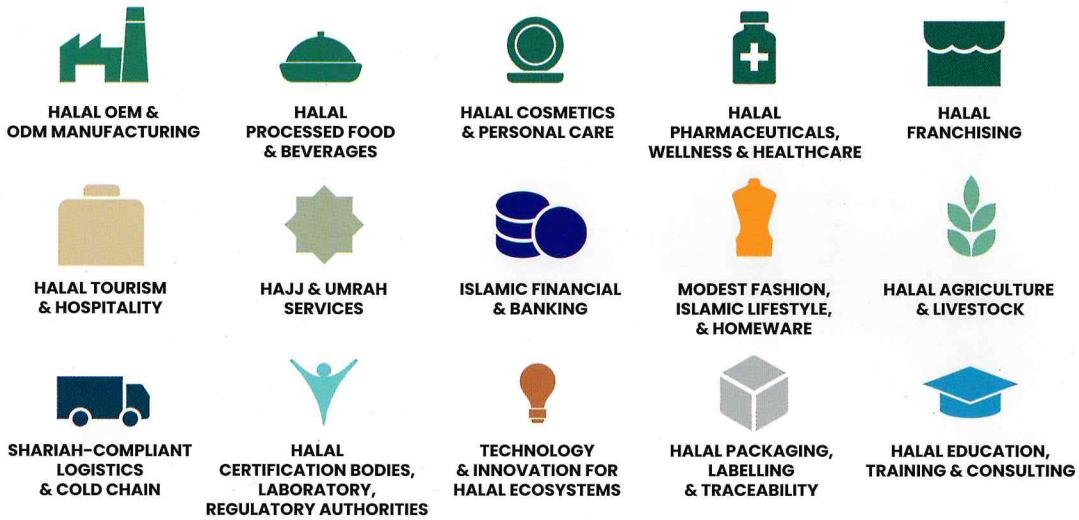 HALAL OEM &
ODM MANUFACTURING
HALAL
PROCESSED FOOD
& BEVERAGES
HALAL COSMETICS
& PERSONAL CARE
HALAL
PHARMACEUTICALS,
WELLNESS & HEALTHCARE
HALAL
FRANCHISING
HALAL TOURISM
& HOSPITALITY
HAJJ & UMRAH
SERVICES
ISLAMIC FINANCIAL
& BANKING
MODEST FASHION,
ISLAMIC LIFESTYLE,
& HOMEWARE
HALAL AGRICULTURE
& LIVESTOCK
SHARIAH-COMPLIANT
LOGISTICS
& COLD CHAIN
HALAL
CERTIFICATION BODIES,
LABORATORY,
REGULATORY AUTHORITIES
TECHNOLOGY
& INNOVATION FOR
HALAL ECOSYSTEMS
HALAL PACKAGING,
LABELLING
& TRACEABILITY
HALAL EDUCATION,
TRAINING & CONSULTING